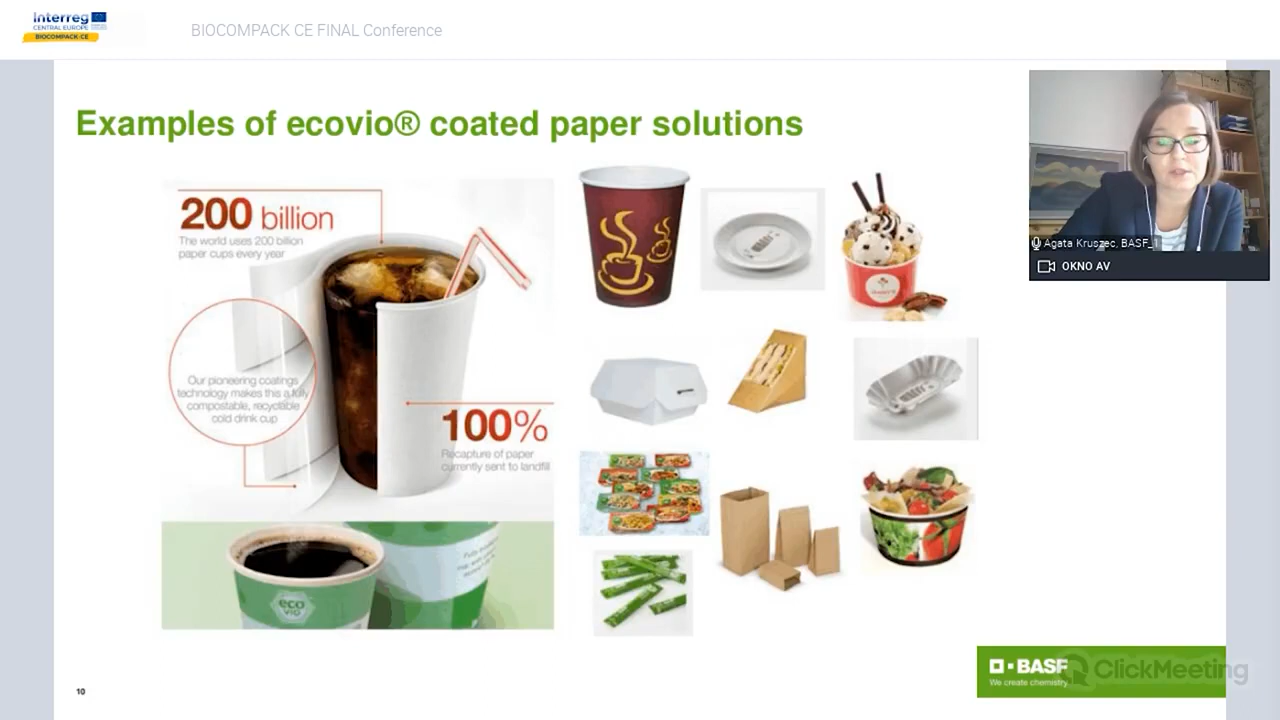 Interreg
CENTRAL EUROPE
BIOCOMPACK-CE
BIOCOMPACK CE FINAL Conference
Examples of ecovio® coated paper solutions
200 billion
The world uses 200 billion
paper cups every year
Our pioneering coatings
technology makes this a fully
compostable, recyclable
cold drink cup
100%
Recapture of paper
currently sent to landfill
eco
vio
Agata Kruszec, BASF_1
OKNO AV
BASF
We create chemistry
ClickMeeting
10